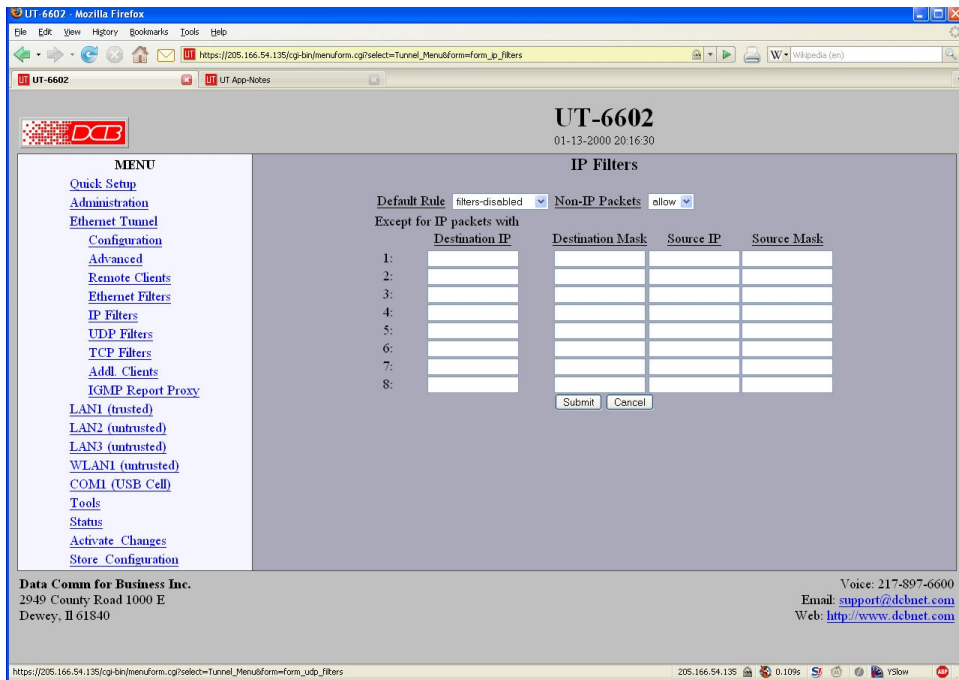 UT-6602 - Mozilla Firefox
File Edit View History Bookmarks Tools Help
https://205.166.54.135/cgi-bin/menuform.cgi?select=Tunnel_Menu&form=form_ip_filters
W Wikipedia (en)
UT UT-6602
UT UT App-Notes
DCB
UT-6602
01-13-2000 20:16:30
MENU
Quick Setup
Administration
Ethernet Tunnel
Configuration
Advanced
Remote Clients
Ethernet Filters
IP Filters
UDP Filters
TCP Filters
Addl. Clients
IGMP Report Proxy
LAN1 (trusted)
LAN2 (untrusted)
LAN3 (untrusted)
WLAN1 (untrusted)
COM1 (USB Cell)
Tools
Status
Activate Changes
Store Configuration
IP Filters
Default Rule filters-disabled Non-IP Packets allow
Except for IP packets with
Destination IP Destination Mask Source IP Source Mask
1:
2:
3:
4:
5:
6:
7:
8:
Submit Cancel
Data Comm for Business Inc.
2949 County Road 1000 E
Dewey, Il 61840
Voice: 217-897-6600
Email: support@dcbnet.com
Web: http://www.dcbnet.com
https://205.166.54.135/cgi-bin/menuform.cgi?select=Tunnel_Menu&form=form_udp_filters
205.166.54.135 0.109s YSlow ABP